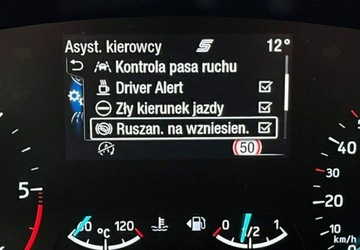 Asyst. kierowcy 12°
Kontrola pasa ruchu
Driver Alert
Zły kierunek jazdy
Ruszan. na wzniesien.
50
5
60 °C 120
0 1/2 1
40
30
20
10
0
km/h